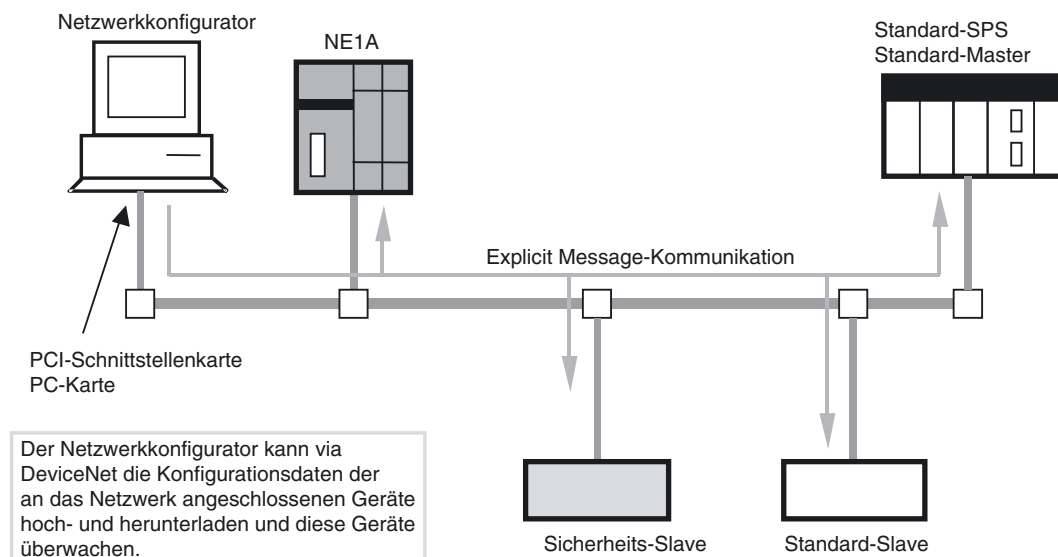 Netzwerkkonfigurator
NE1A
Standard-SPS
Standard-Master
Explicit Message-Kommunikation
PCI-Schnittstellenkarte
PC-Karte
Der Netzwerkkonfigurator kann via
DeviceNet die Konfigurationsdaten der
an das Netzwerk angeschlossenen Geräte
hoch- und herunterladen und diese Geräte
überwachen.
Sicherheits-Slave
Standard-Slave